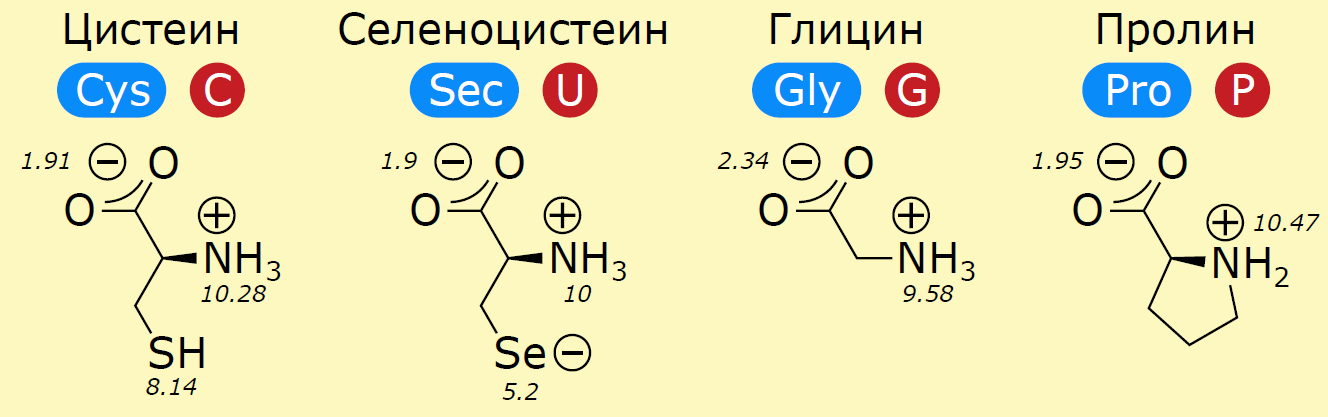 Цистеин Селеноцистеин Глицин Пролин
Cys C Sec U Gly G Pro P
1.91 − O 1.9 − O 2.34 − O 1.95 − O
O + O + O + O + 10.47
NH3 NH3 NH3 NH2
10.28 10 9.58
SH Se −
8.14 5.2